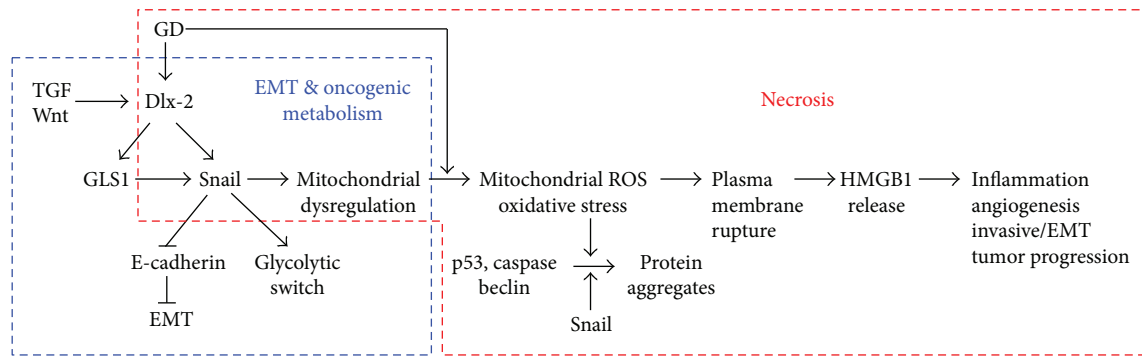 GD
TGF
Wnt
Dlx-2
EMT & oncogenic
metabolism
Necrosis
GLS1
Snail
Mitochondrial
dysregulation
Mitochondrial ROS
oxidative stress
Plasma
membrane
rupture
HMGB1
release
Inflammation
angiogenesis
invasive/EMT
tumor progression
E-cadherin
Glycolytic
switch
p53, caspase
beclin
Protein
aggregates
EMT
Snail